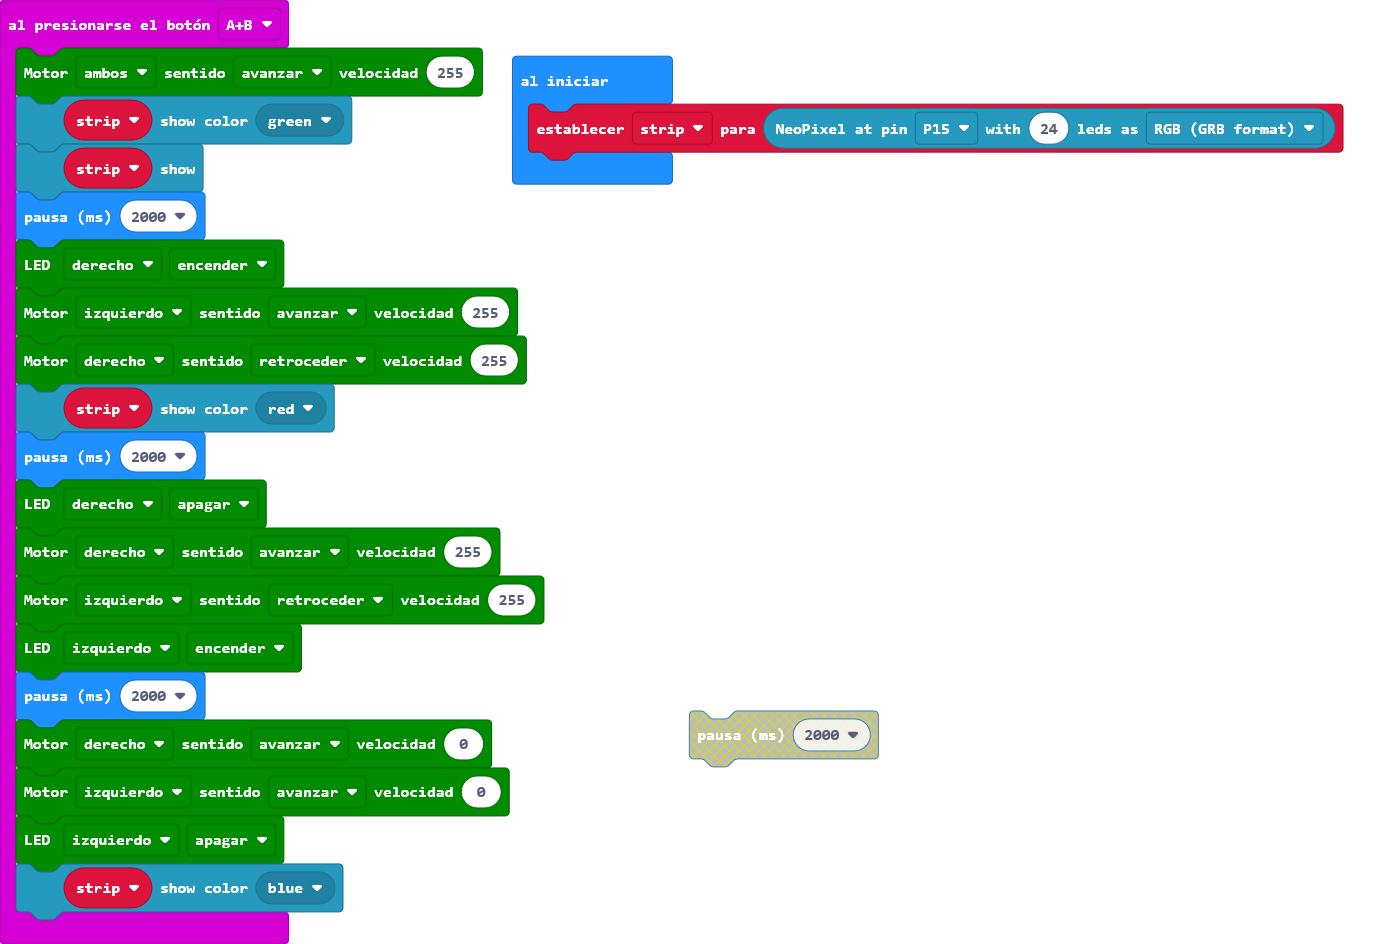 al presionarse el botón A+B
Motor ambos sentido avanzar velocidad 255
strip show color green
strip show
pausa (ms) 2000
LED derecho encender
Motor izquierdo sentido avanzar velocidad 255
Motor derecho sentido retroceder velocidad 255
strip show color red
pausa (ms) 2000
LED derecho apagar
Motor derecho sentido avanzar velocidad 255
Motor izquierdo sentido retroceder velocidad 255
LED izquierdo encender
pausa (ms) 2000
Motor derecho sentido avanzar velocidad 0
Motor izquierdo sentido avanzar velocidad 0
LED izquierdo apagar
strip show color blue
al iniciar
establecer strip para NeoPixel at pin P15 with 24 leds as RGB (GRB format)
pausa (ms) 2000